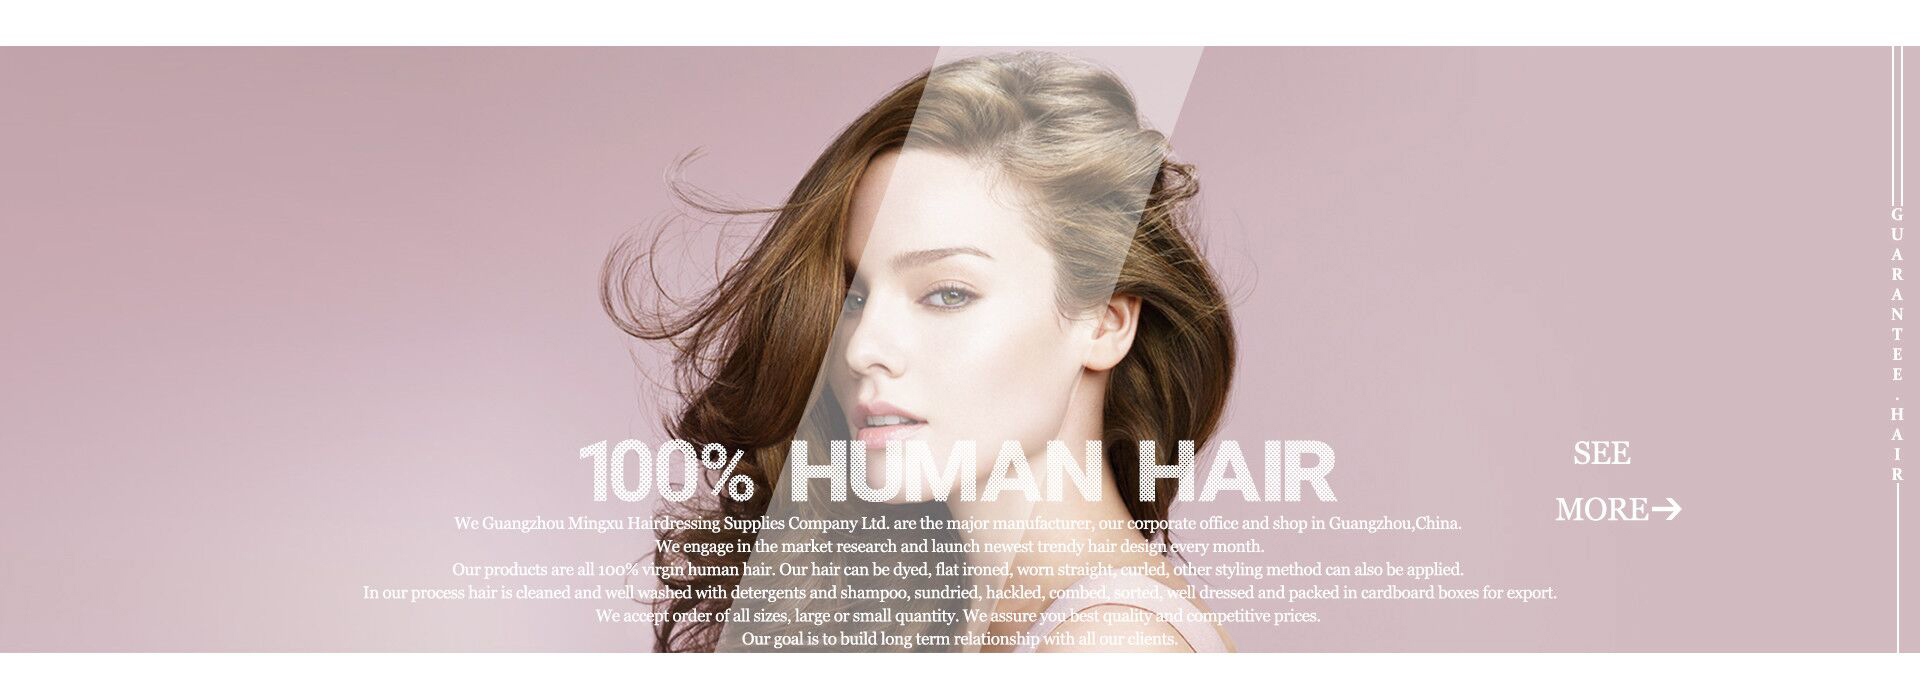 100% HUMAN HAIR
We Guangzhou Mingxu Hairdressing Supplies Company Ltd. are the major manufacturer, our corporate office and shop in Guangzhou,China.
We engage in the market research and launch newest trendy hair design every month.
Our products are all 100% virgin human hair. Our hair can be dyed, flat ironed, worn straight, curled, other styling method can also be applied.
In our process hair is cleaned and well washed with detergents and shampoo, sundried, hackled, combed, sorted, well dressed and packed in cardboard boxes for export.
We accept order of all sizes, large or small quantity. We assure you best quality and competitive prices.
Our goal is to build long term relationship with all our clients.
SEE
MORE→
GUARANTEE.HAIR